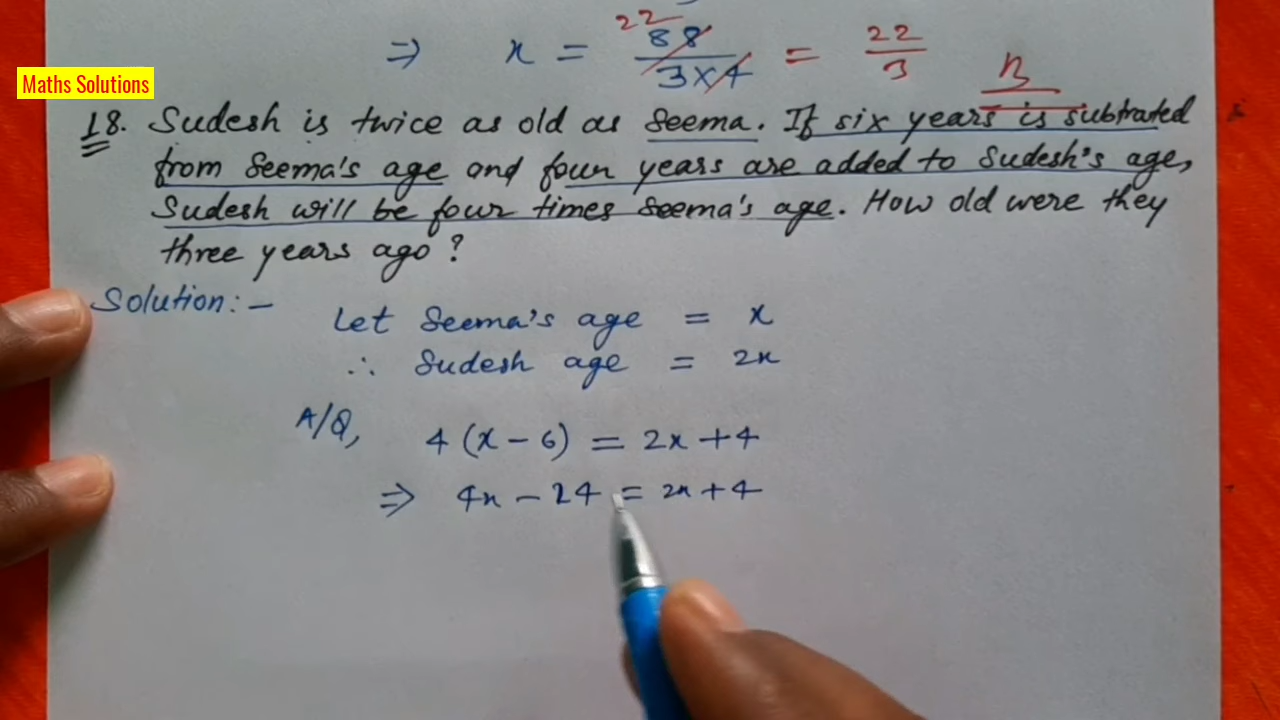 22
⇒ x = 88/3×4 = 22/3 B
Maths Solutions
18. Sudesh is twice as old as Seema. If six years is subtrated
from Seema's age and four years are added to Sudesh's age,
Sudesh will be four times Seema's age. How old were they
three years ago?
Solution:-
Let Seema's age = x
∴ Sudesh age = 2x
A/Q, 4(x-6) = 2x+4
⇒ 4x - 24 = 2x+4